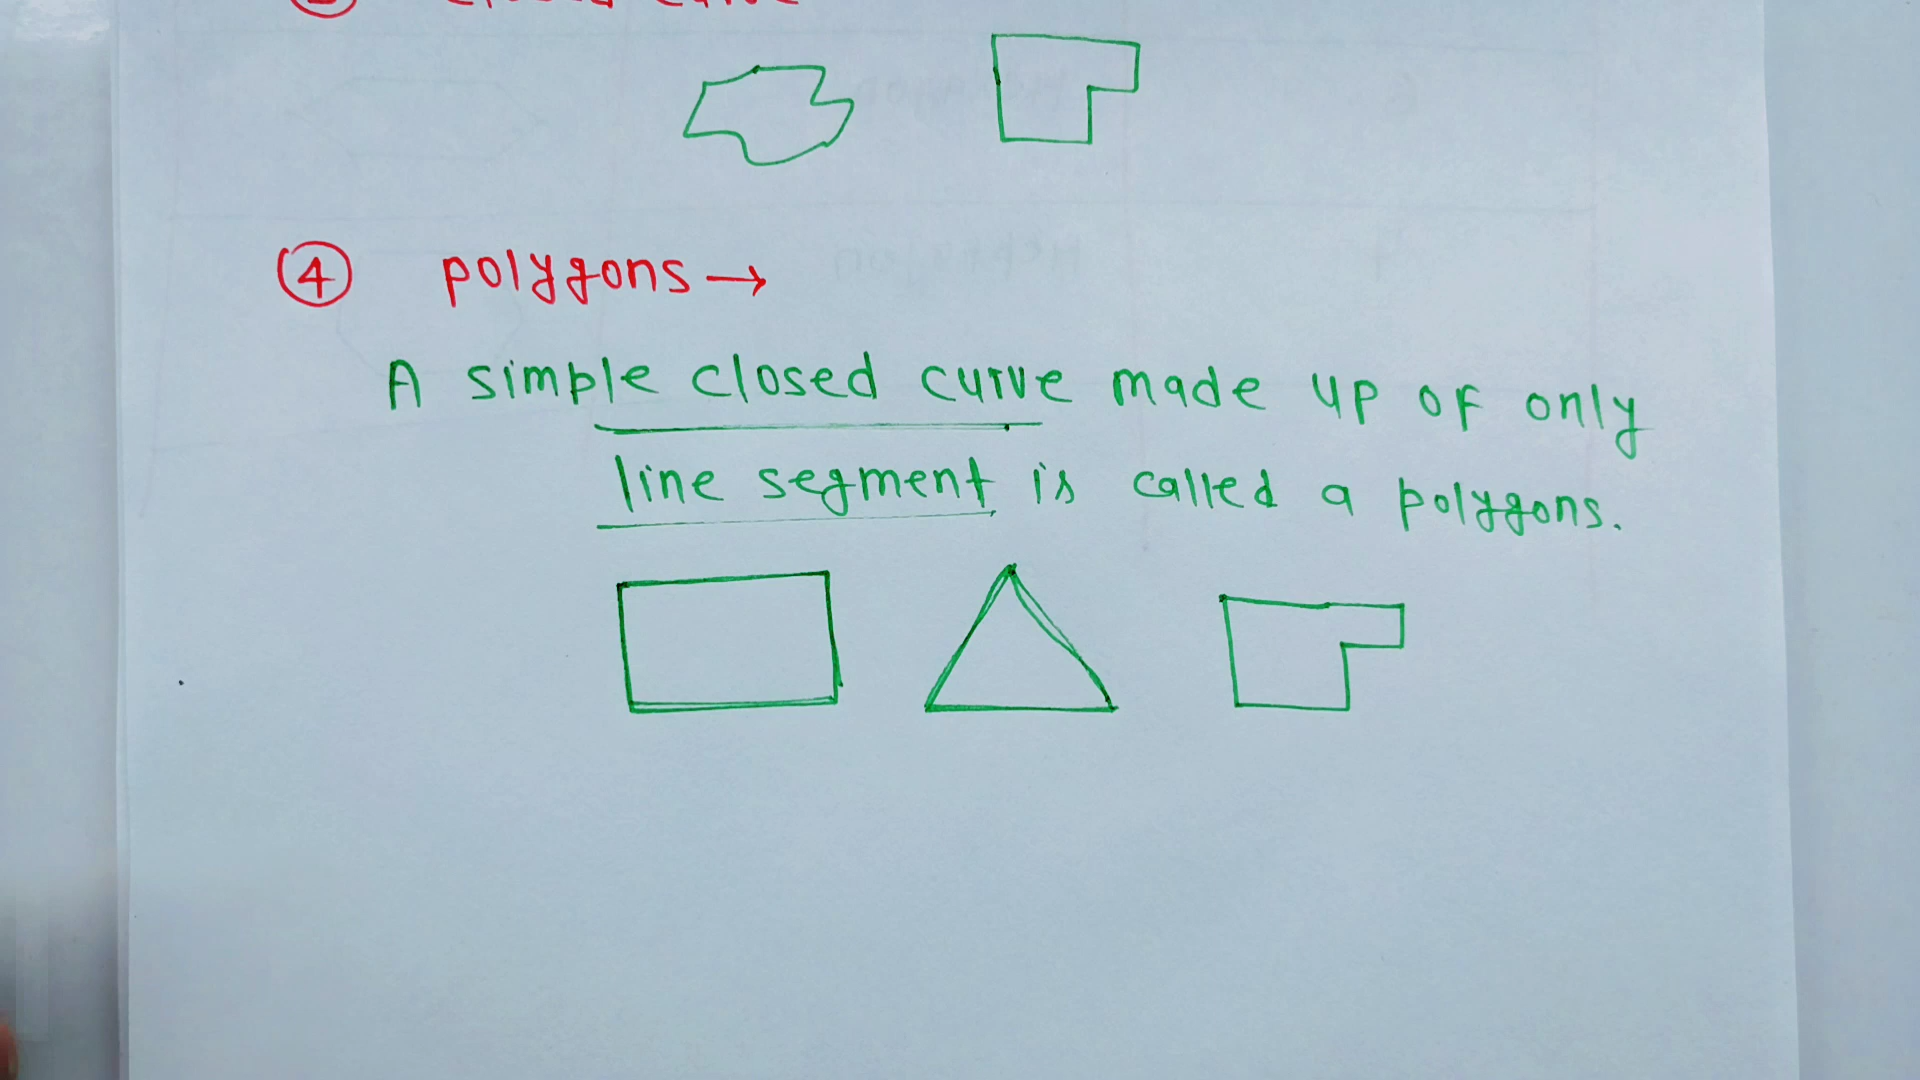 ④ polygons →
A simple closed curve made up of only
line segment is called a polygons.